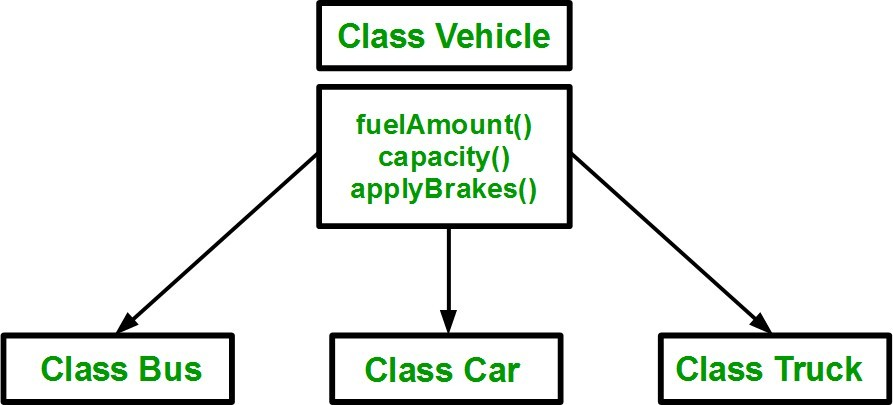 Class Vehicle
fuelAmount()
capacity()
applyBrakes()
Class Bus
Class Car
Class Truck